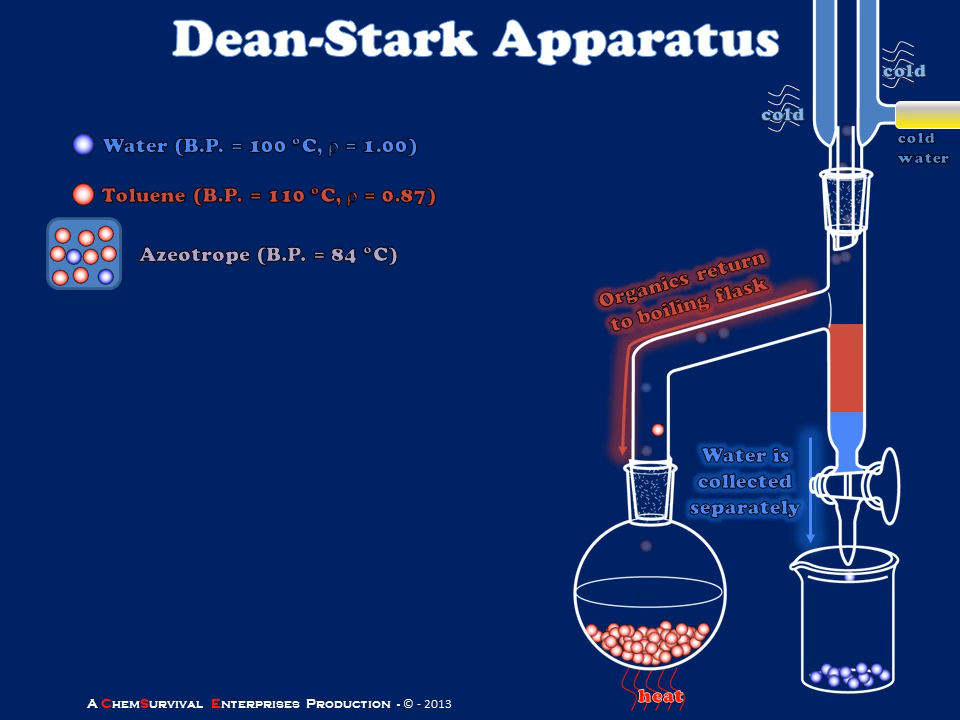 Dean-Stark Apparatus
cold
cold
cold
water
Water (B.P. = 100 °C, ρ = 1.00)
Toluene (B.P. = 110 °C, ρ = 0.87)
Azeotrope (B.P. = 84 °C)
Organics return
to boiling flask
Water is
collected
separately
heat
A ChemSurvival Enterprises Production - © - 2013